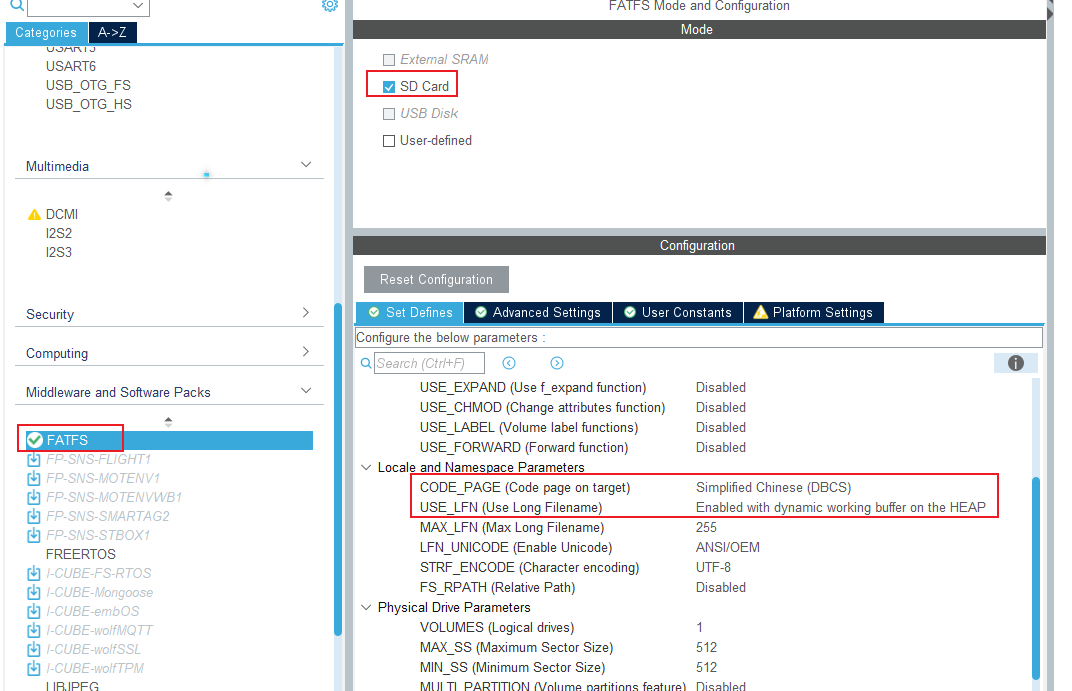 FATFS Mode and Configuration
Categories
A->Z
USART3
USART6
USB_OTG_FS
USB_OTG_HS
Multimedia
DCMI
I2S2
I2S3
Security
Computing
Middleware and Software Packs
FATFS
FP-SNS-FLIGHT1
FP-SNS-MOTENV1
FP-SNS-MOTENVWB1
FP-SNS-SMARTAG2
FP-SNS-STBOX1
FREERTOS
I-CUBE-FS-RTOS
I-CUBE-Mongoose
I-CUBE-embOS
I-CUBE-wolfMQTT
I-CUBE-wolfSSL
I-CUBE-wolfTPM
LIBJPEG
Mode
External SRAM
SD Card
USB Disk
User-defined
Configuration
Reset Configuration
Set Defines
Advanced Settings
User Constants
Platform Settings
Configure the below parameters :
Search (Ctrl+F)
USE_EXPAND (Use f_expand function) Disabled
USE_CHMOD (Change attributes function) Disabled
USE_LABEL (Volume label functions) Disabled
USE_FORWARD (Forward function) Disabled
Locale and Namespace Parameters
CODE_PAGE (Code page on target) Simplified Chinese (DBCS)
USE_LFN (Use Long Filename) Enabled with dynamic working buffer on the HEAP
MAX_LFN (Max Long Filename) 255
LFN_UNICODE (Enable Unicode) ANSI/OEM
STRF_ENCODE (Character encoding) UTF-8
FS_RPATH (Relative Path) Disabled
Physical Drive Parameters
VOLUMES (Logical drives) 1
MAX_SS (Maximum Sector Size) 512
MIN_SS (Minimum Sector Size) 512
MULTI_PARTITION (Volume partitions feature) Disabled